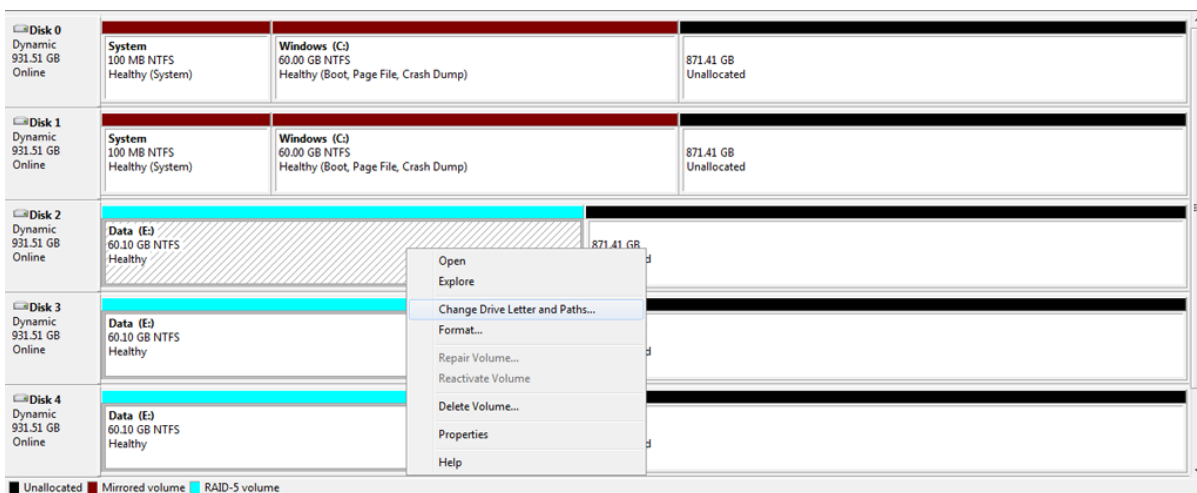 Disk 0
Dynamic
931.51 GB
Online
System
100 MB NTFS
Healthy (System)
Windows (C:)
60.00 GB NTFS
Healthy (Boot, Page File, Crash Dump)
871.41 GB
Unallocated
Disk 1
Dynamic
931.51 GB
Online
System
100 MB NTFS
Healthy (System)
Windows (C:)
60.00 GB NTFS
Healthy (Boot, Page File, Crash Dump)
871.41 GB
Unallocated
Disk 2
Dynamic
931.51 GB
Online
Data (E:)
60.10 GB NTFS
Healthy
871.41 GB
d
Disk 3
Dynamic
931.51 GB
Online
Data (E:)
60.10 GB NTFS
Healthy
d
Disk 4
Dynamic
931.51 GB
Online
Data (E:)
60.10 GB NTFS
Healthy
d
Open
Explore
Change Drive Letter and Paths...
Format...
Repair Volume...
Reactivate Volume
Delete Volume...
Properties
Help
Unallocated Mirrored volume RAID-5 volume